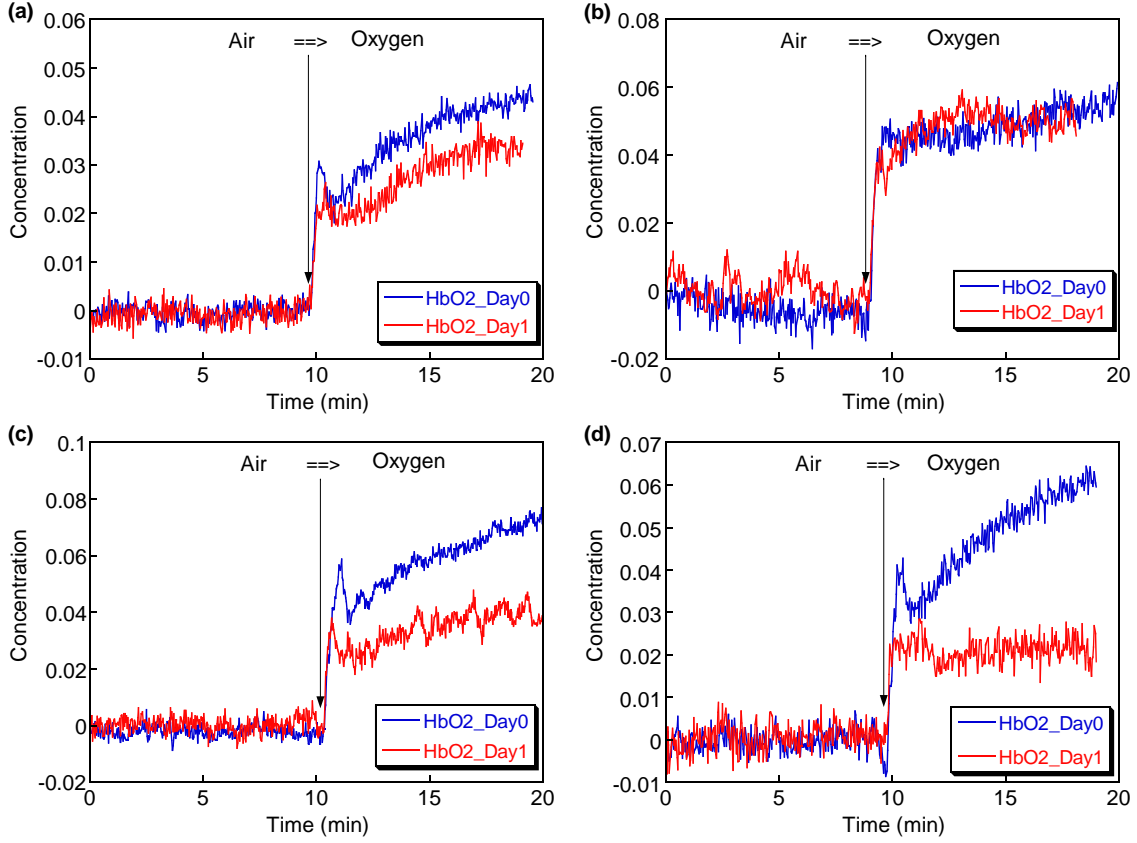 (a)
0.06
0.05
0.04
0.03
0.02
0.01
0
-0.01
Concentration
Air ==> Oxygen
HbO2_Day0
HbO2_Day1
0 5 10 15 20
Time (min)
(b)
0.08
0.06
0.04
0.02
0
-0.02
Concentration
Air ==> Oxygen
HbO2_Day0
HbO2_Day1
0 5 10 15 20
Time (min)
(c)
0.1
0.08
0.06
0.04
0.02
0
-0.02
Concentration
Air ==> Oxygen
HbO2_Day0
HbO2_Day1
0 5 10 15 20
Time (min)
(d)
0.07
0.06
0.05
0.04
0.03
0.02
0.01
0
-0.01
Concentration
Air ==> Oxygen
HbO2_Day0
HbO2_Day1
0 5 10 15 20
Time (min)